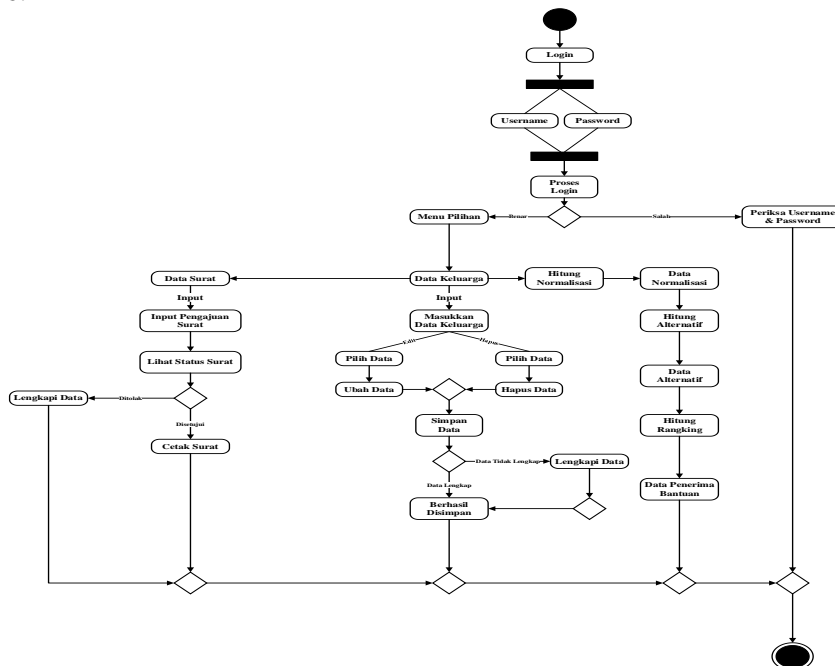 Login
Username
Password
Proses
Login
Menu Pilihan
Benar
Salah
Periksa Username
& Password
Data Surat
Data Keluarga
Hitung
Normalisasi
Data
Normalisasi
Input
Input
Input Pengajuan
Surat
Masukkan
Data Keluarga
Hitung
Alternatif
Edit
Hapus
Lihat Status Surat
Pilih Data
Pilih Data
Data
Alternatif
Lengkapi Data
Ditolak
Ubah Data
Hapus Data
Disetujui
Cetak Surat
Simpan
Data
Hitung
Rangking
Data Tidak Lengkap
Lengkapi Data
Data Lengkap
Berhasil
Disimpan
Data Penerima
Bantuan